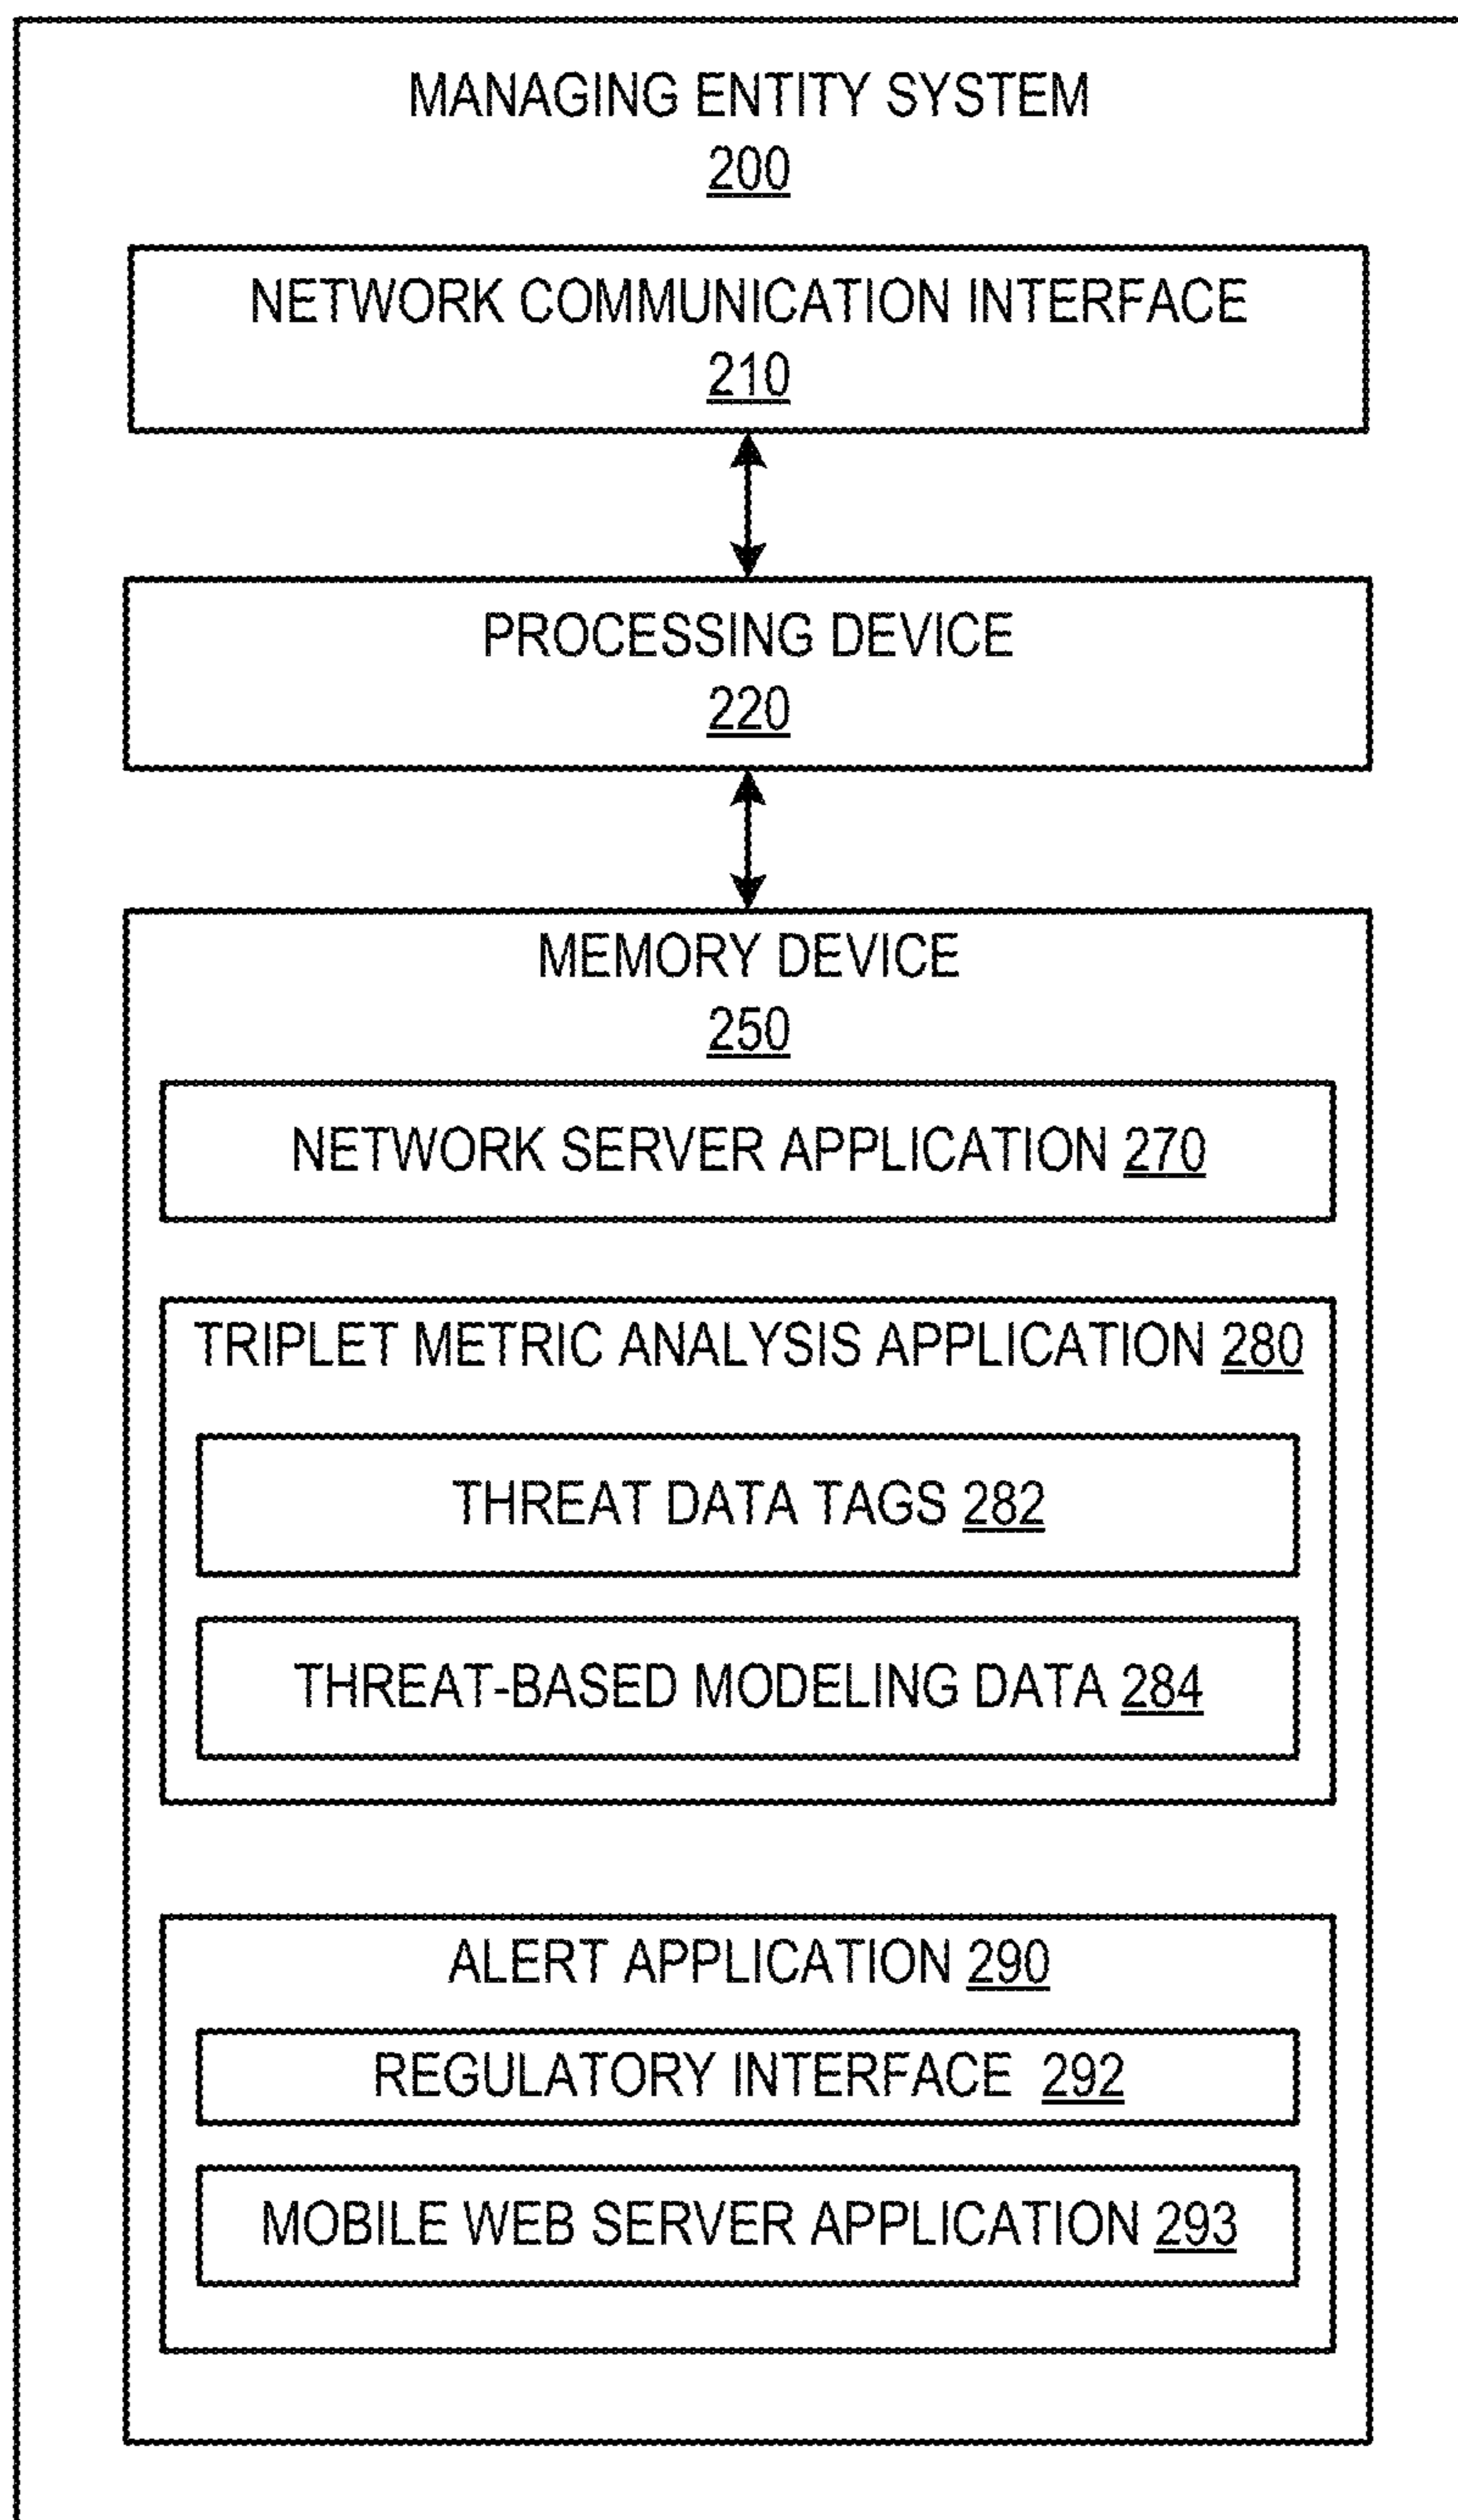 MANAGING ENTITY SYSTEM
200
NETWORK COMMUNICATION INTERFACE
210
PROCESSING DEVICE
220
MEMORY DEVICE
250
NETWORK SERVER APPLICATION 270
TRIPLET METRIC ANALYSIS APPLICATION 280
THREAT DATA TAGS 282
THREAT-BASED MODELING DATA 284
ALERT APPLICATION 290
REGULATORY INTERFACE 292
MOBILE WEB SERVER APPLICATION 293